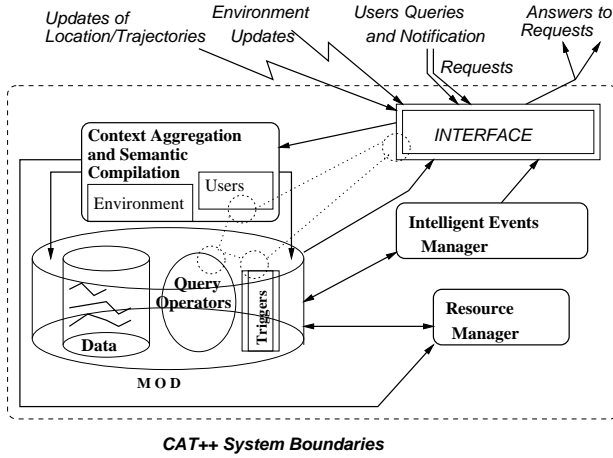 Updates of
Location/Trajectories
Environment
Updates
Users Queries
and Notification
Requests
Answers to
Requests
INTERFACE
Context Aggregation
and Semantic
Compilation
Users
Environment
Intelligent Events
Manager
Query
Operators
Triggers
Data
Resource
Manager
M O D
CAT++ System Boundaries